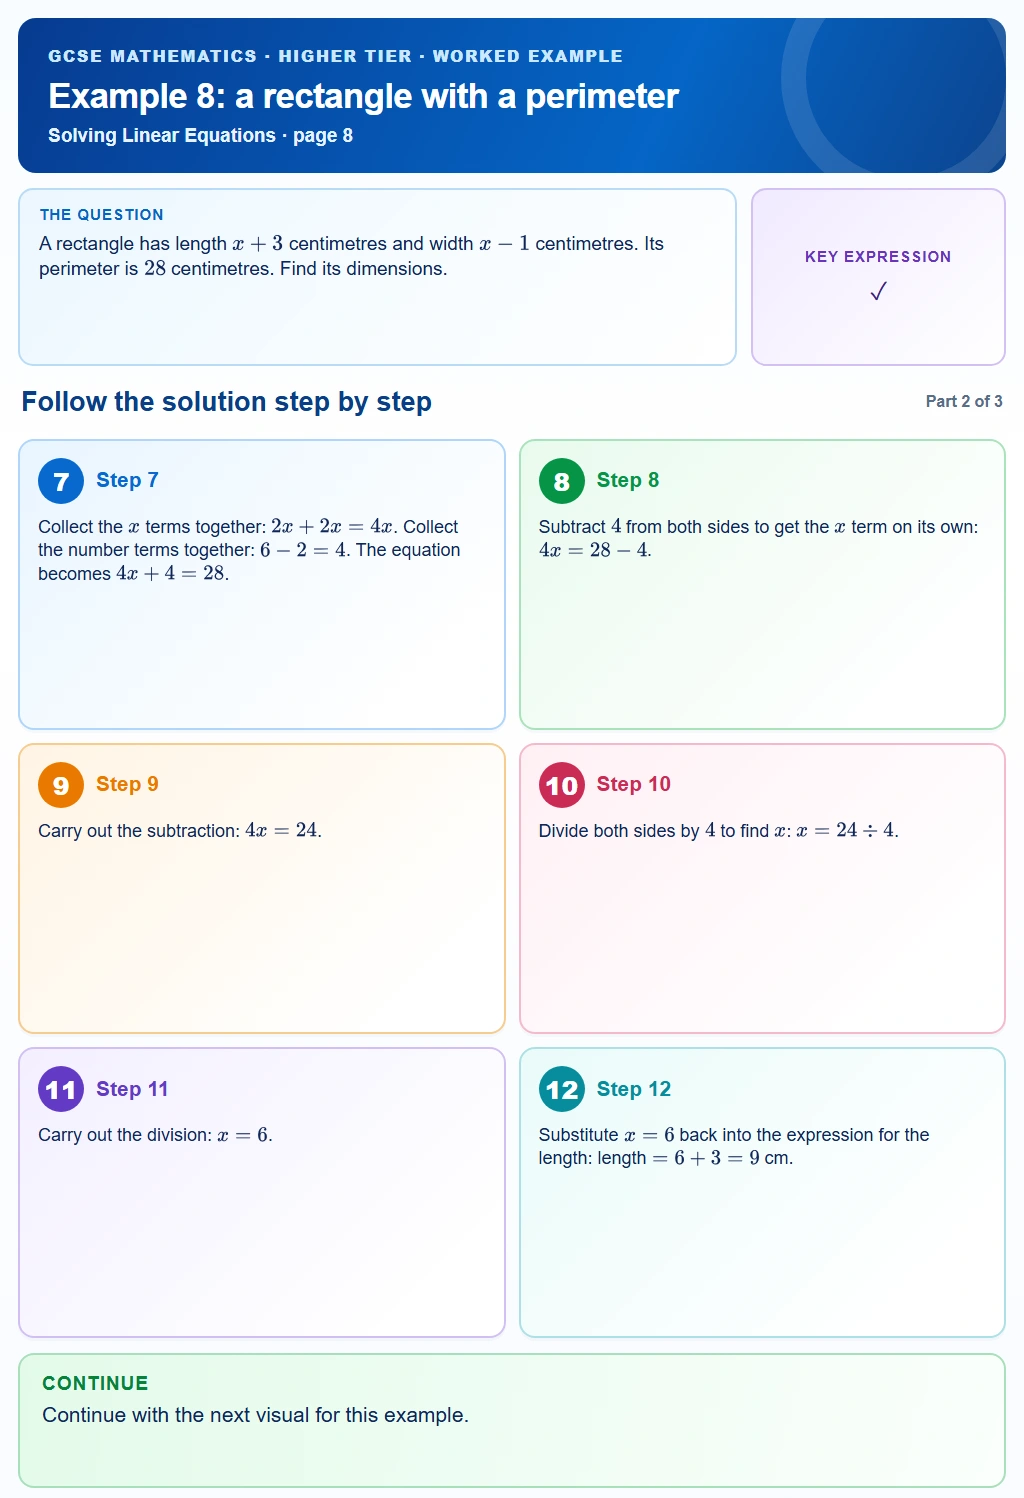 GCSE MATHEMATICS · HIGHER TIER · WORKED EXAMPLE
Example 8: a rectangle with a perimeter
Solving Linear Equations · page 8
THE QUESTION
A rectangle has length x + 3 centimetres and width x − 1 centimetres. Its
perimeter is 28 centimetres. Find its dimensions.
KEY EXPRESSION
✓
Follow the solution step by step
Part 2 of 3
7 Step 7
Collect the x terms together: 2x + 2x = 4x. Collect
the number terms together: 6 − 2 = 4. The equation
becomes 4x + 4 = 28.
8 Step 8
Subtract 4 from both sides to get the x term on its own:
4x = 28 − 4.
9 Step 9
Carry out the subtraction: 4x = 24.
10 Step 10
Divide both sides by 4 to find x: x = 24 ÷ 4.
11 Step 11
Carry out the division: x = 6.
12 Step 12
Substitute x = 6 back into the expression for the
length: length = 6 + 3 = 9 cm.
CONTINUE
Continue with the next visual for this example.